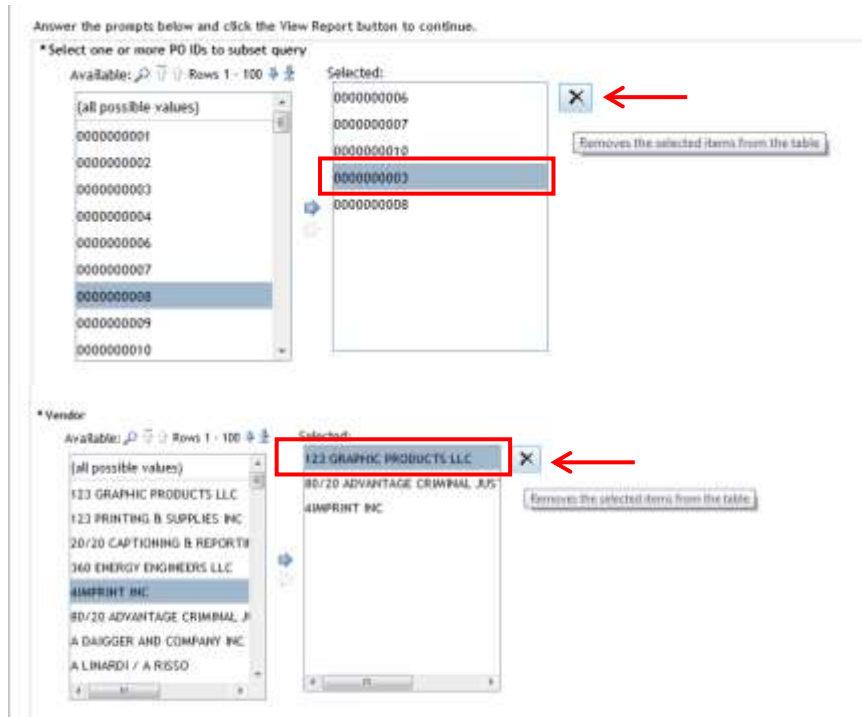 Answer the prompts below and click the View Report button to continue.
*Select one or more PO IDs to subset query
Available: Rows 1 - 100
Selected:
(all possible values)
0000000001
0000000002
0000000003
0000000004
0000000006
0000000007
0000000008
0000000009
0000000010
0000000006
0000000007
0000000010
0000000003
0000000008
Removes the selected items from the table
*Vendor
Available: Rows 1 - 100
Selected:
(all possible values)
123 GRAPHIC PRODUCTS LLC
123 PRINTING & SUPPLIES INC
20/20 CAPTIONING & REPORTIN
360 ENERGY ENGINEERS LLC
4IMPRINT INC
80/20 ADVANTAGE CRIMINAL JU
A DAIGGER AND COMPANY INC
A LINARDI / A RISSO
123 GRAPHIC PRODUCTS LLC
80/20 ADVANTAGE CRIMINAL JUS
4IMPRINT INC
Removes the selected items from the table